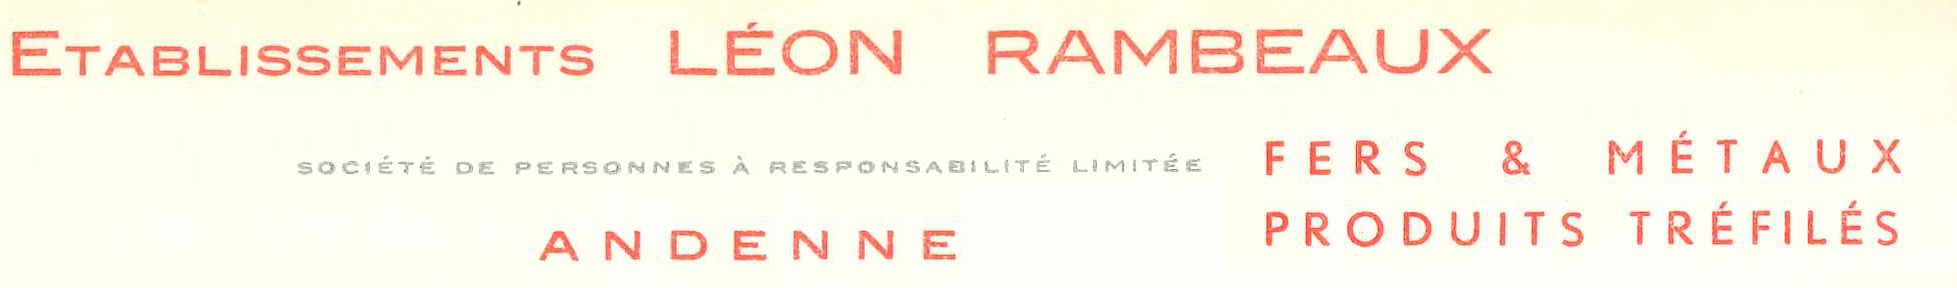 ETABLISSEMENTS LÉON RAMBEAUX
SOCIÉTÉ DE PERSONNES À RESPONSABILITÉ LIMITÉE
ANDENNE
FERS & MÉTAUX
PRODUITS TRÉFILÉS